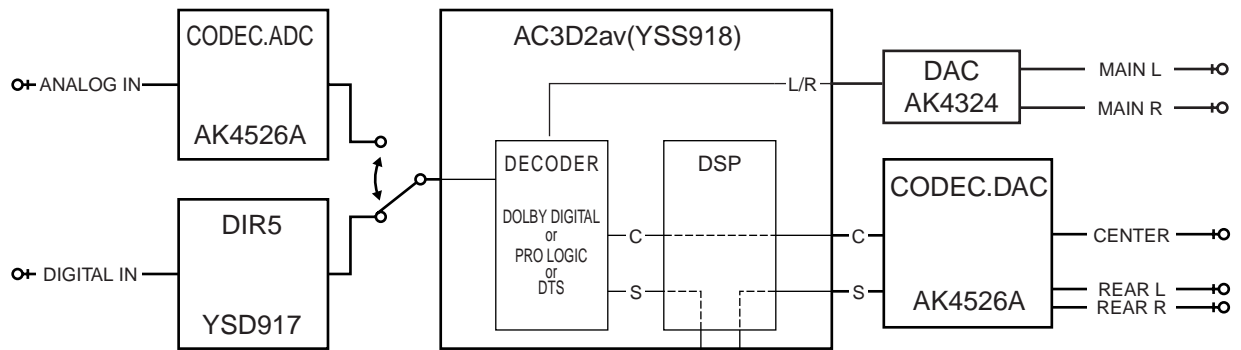 CODEC.ADC
ANALOG IN
AK4526A
DIR5
DIGITAL IN
YSD917
AC3D2av(YSS918)
L/R
DECODER
DOLBY DIGITAL
or
PRO LOGIC
or
DTS
C
S
DSP
C
S
DAC
AK4324
MAIN L
MAIN R
CODEC.DAC
AK4526A
CENTER
REAR L
REAR R